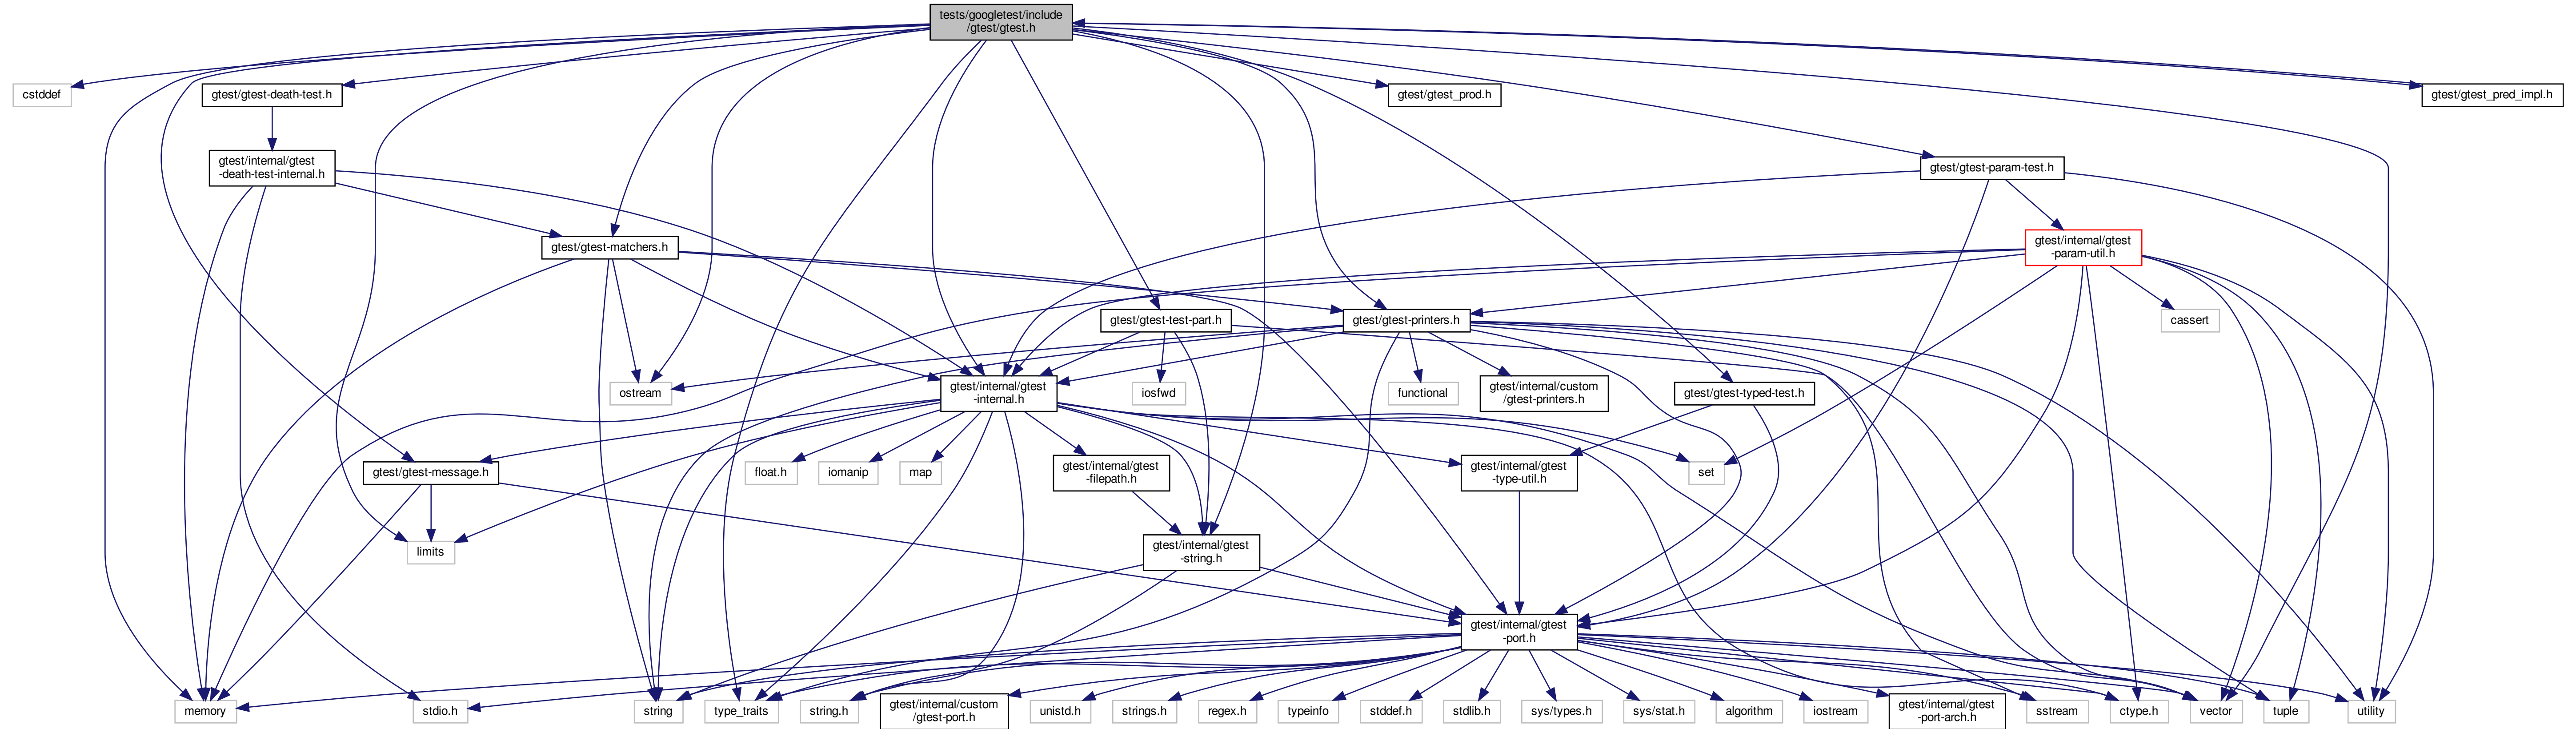 tests/googletest/include
/gtest/gtest.h
cstddef
gtest/gtest-death-test.h
gtest/gtest_prod.h
gtest/gtest_pred_impl.h
gtest/internal/gtest
-death-test-internal.h
gtest/gtest-param-test.h
gtest/gtest-matchers.h
gtest/internal/gtest
-param-util.h
gtest/gtest-test-part.h
gtest/gtest-printers.h
cassert
ostream
gtest/internal/gtest
-internal.h
iosfwd
functional
gtest/internal/custom
/gtest-printers.h
gtest/gtest-typed-test.h
gtest/gtest-message.h
float.h
iomanip
map
gtest/internal/gtest
-filepath.h
gtest/internal/gtest
-type-util.h
set
limits
gtest/internal/gtest
-string.h
gtest/internal/gtest
-port.h
memory
stdio.h
string
type_traits
string.h
gtest/internal/custom
/gtest-port.h
unistd.h
strings.h
regex.h
typeinfo
stddef.h
stdlib.h
sys/types.h
sys/stat.h
algorithm
iostream
gtest/internal/gtest
-port-arch.h
sstream
ctype.h
vector
tuple
utility